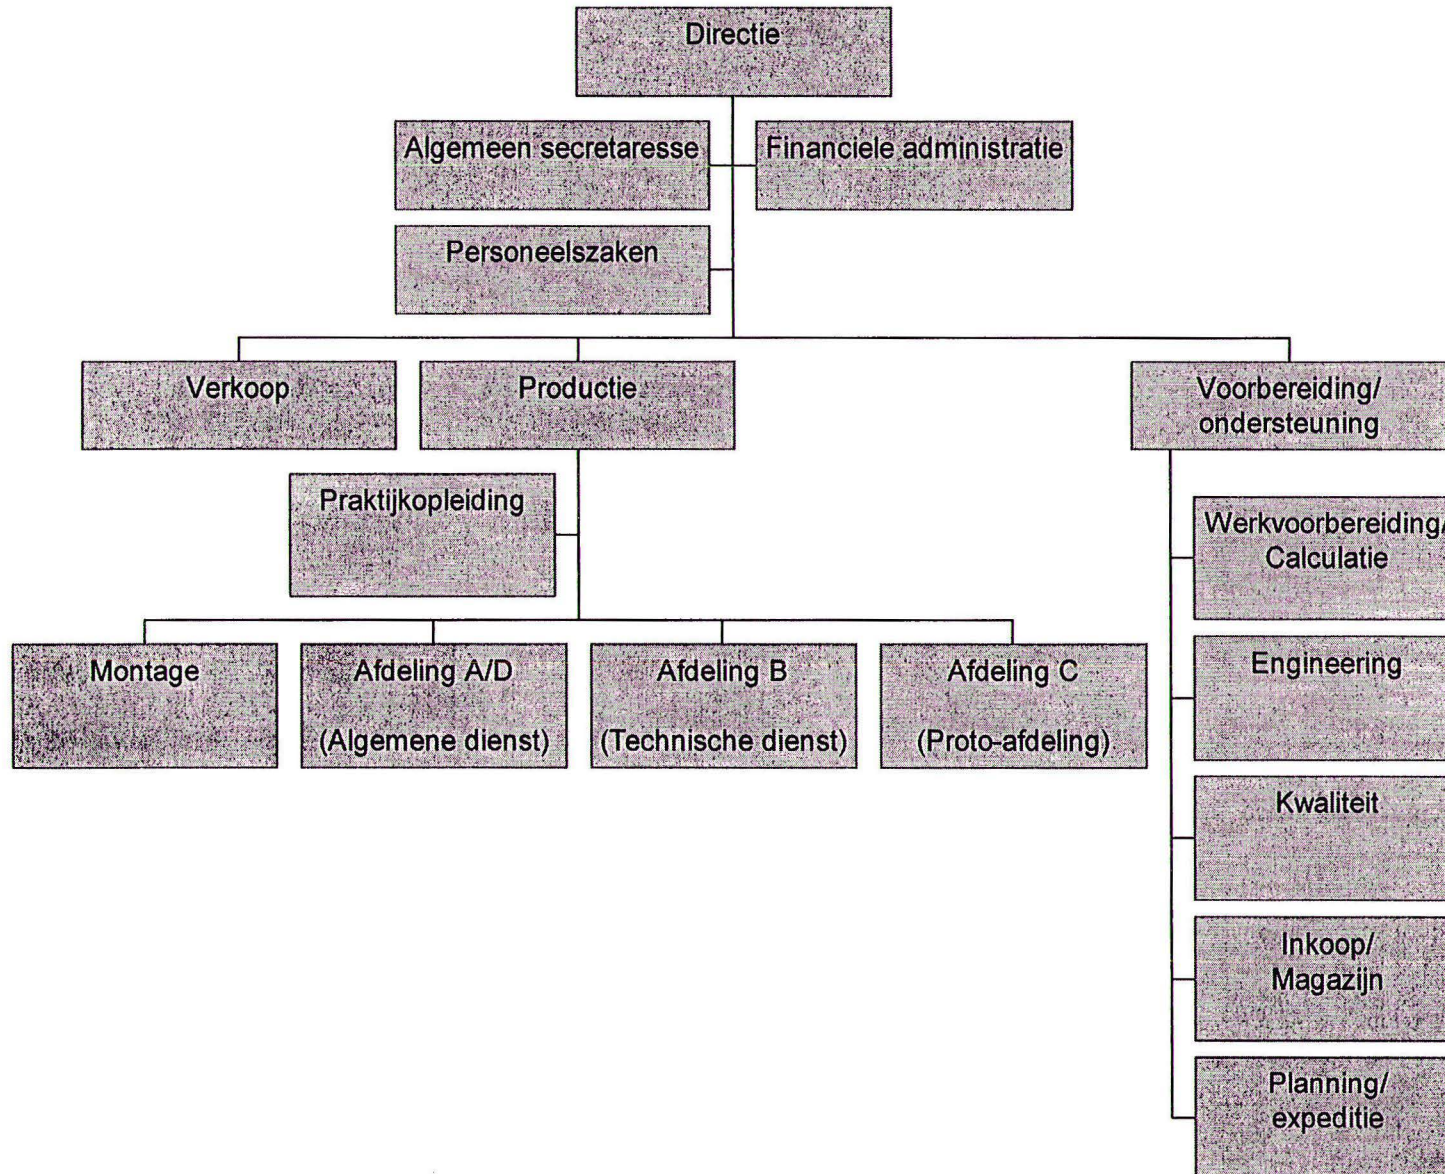 Directie
Algemeen secretaresse
Financiele administratie
Personeelszaken
Verkoop
Productie
Voorbereiding/
ondersteuning
Praktijkopleiding
Werkvoorbereiding/
Calculatie
Montage
Afdeling A/D
(Algemene dienst)
Afdeling B
(Technische dienst)
Afdeling C
(Proto-afdeling)
Engineering
Kwaliteit
Inkoop/
Magazijn
Planning/
expeditie